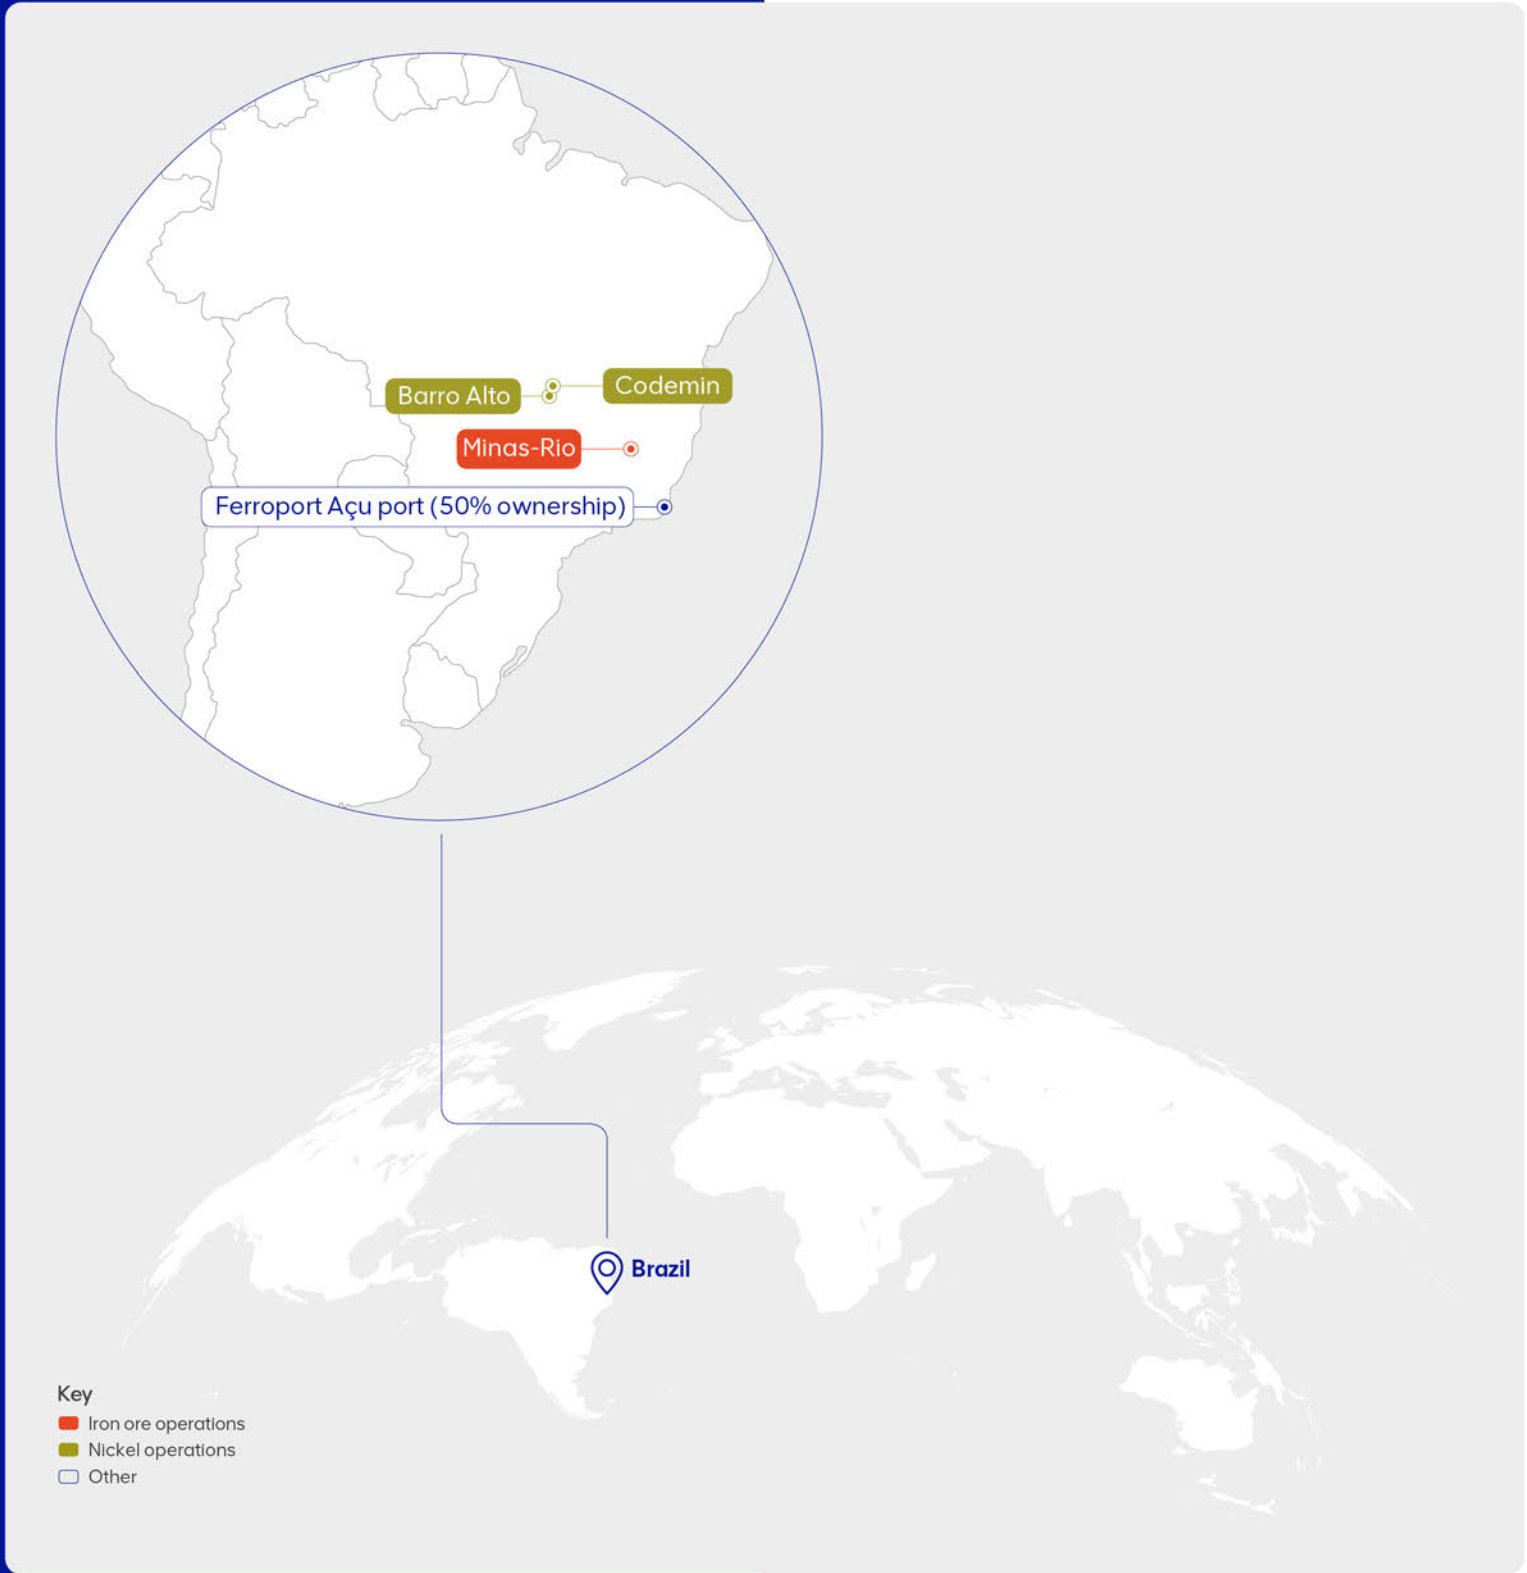 Codemin
Barro Alto
Minas-Rio
Ferroport Açu port (50% ownership)
Brazil
Key
Iron ore operations
Nickel operations
Other